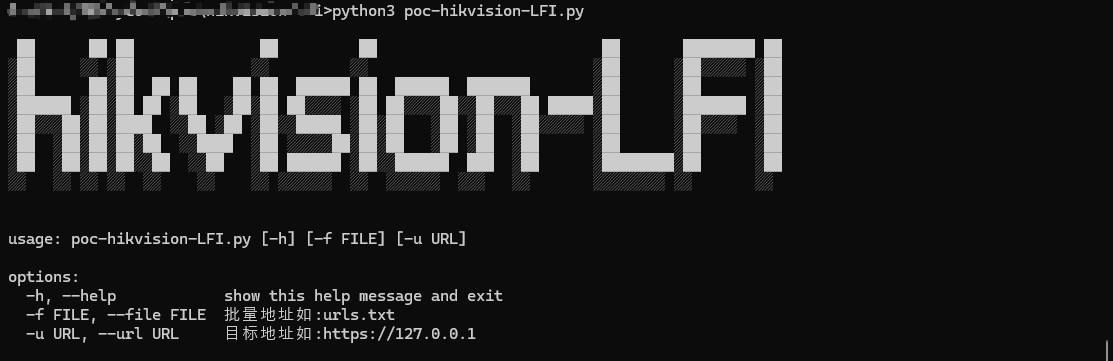 >python3 poc-hikvision-LFI.py
hikvision-LFI
usage: poc-hikvision-LFI.py [-h] [-f FILE] [-u URL]
options:
-h, --help show this help message and exit
-f FILE, --file FILE 批量地址如:urls.txt
-u URL, --url URL 目标地址如:https://127.0.0.1